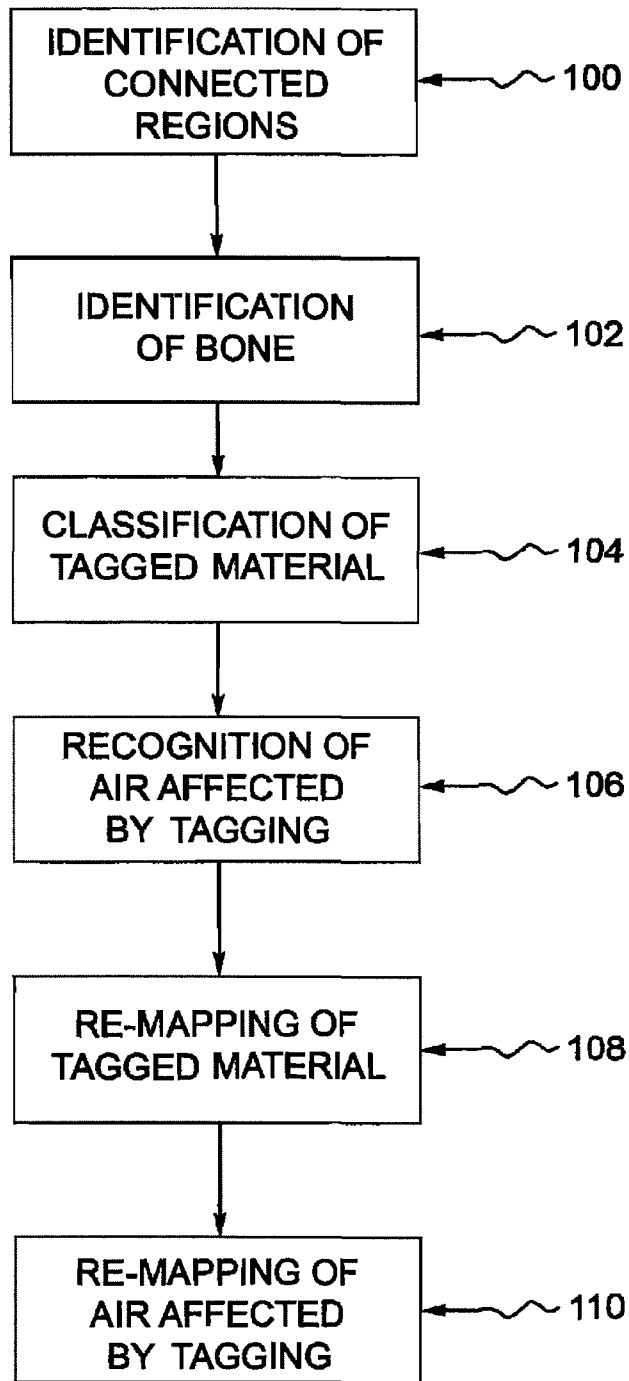 IDENTIFICATION OF
CONNECTED
REGIONS
100
IDENTIFICATION
OF BONE
102
CLASSIFICATION OF
TAGGED MATERIAL
104
RECOGNITION OF
AIR AFFECTED
BY TAGGING
106
RE-MAPPING OF
TAGGED MATERIAL
108
RE-MAPPING OF
AIR AFFECTED
BY TAGGING
110